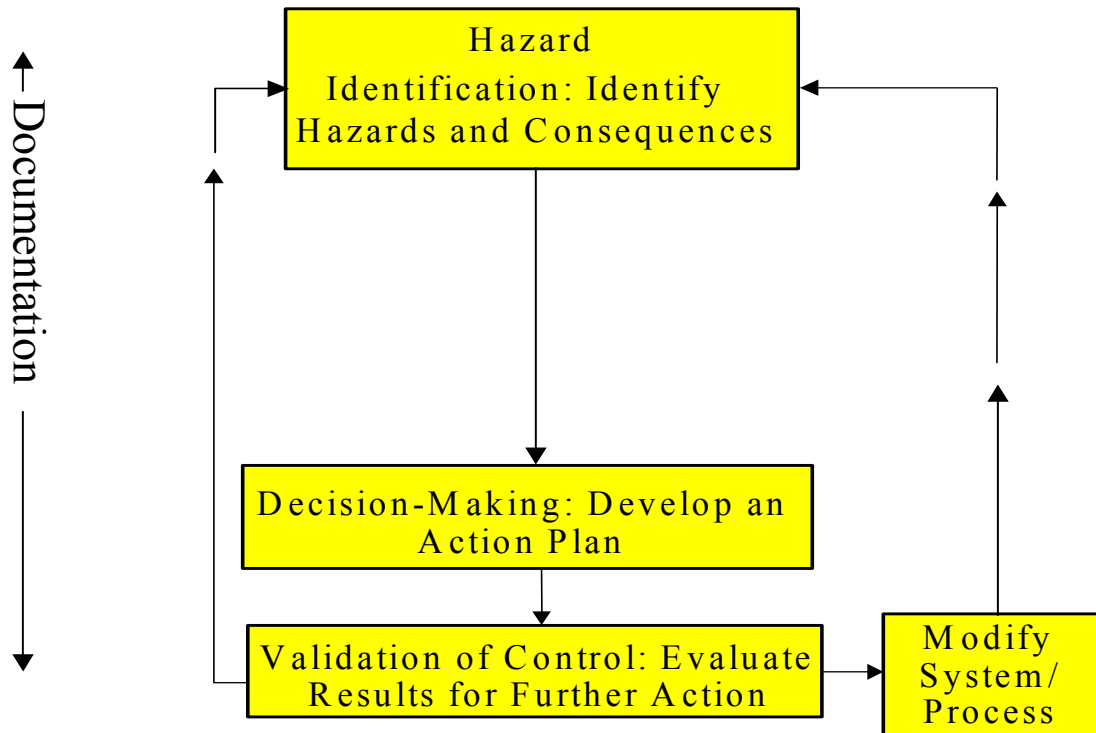 Documentation
Hazard
Identification: Identify
Hazards and Consequences
Decision-Making: Develop an
Action Plan
Validation of Control: Evaluate
Results for Further Action
Modify
System/
Process